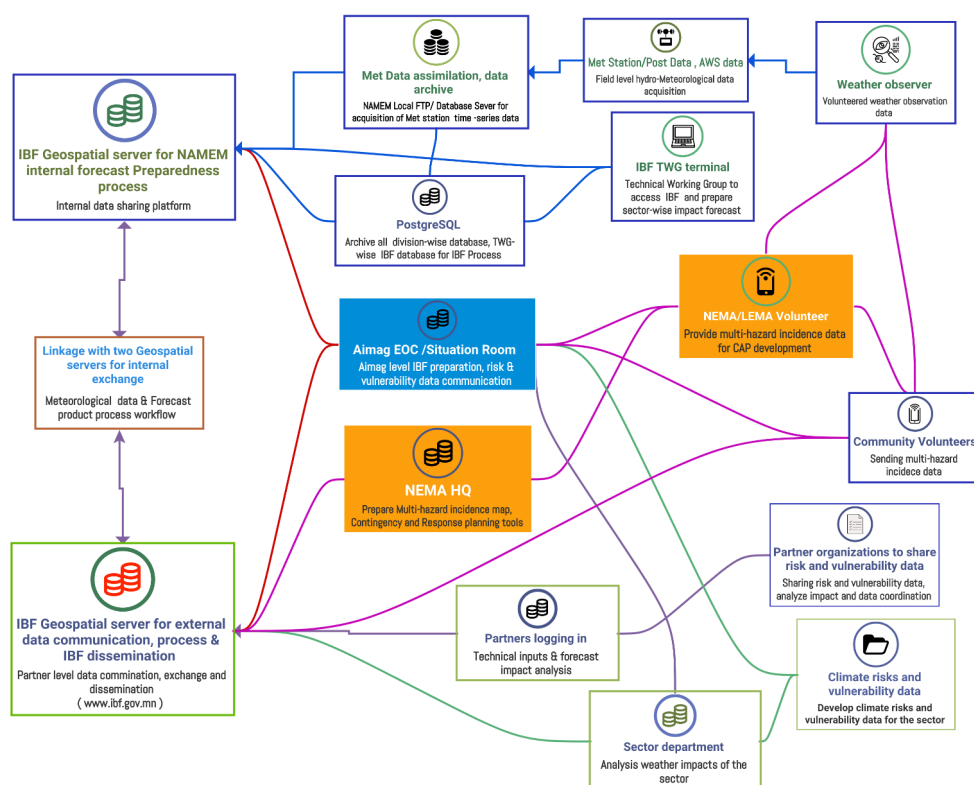 Met Data assimilation, data
archive
NAMEM Local FTP/ Database Sever for
acquisition of Met station time -series data
Met Station/Post Data , AWS data
Field level hydro-Meteorological data
acquisition
Weather observer
Volunteered weather observation
data
IBF Geospatial server for NAMEM
internal forecast Preparedness
process
Internal data sharing platform
IBF TWG terminal
Technical Working Group to
access IBF and prepare
sector-wise impact forecast
PostgreSQL
Archive all division-wise database, TWG-
wise IBF database for IBF Process
NEMA/LEMA Volunteer
Provide multi-hazard incidence data
for CAP development
Aimag EOC /Situation Room
Aimag level IBF preparation, risk &
vulnerability data communication
Linkage with two Geospatial
servers for internal
exchange
Meteorological data & Forecast
product process workflow
Community Volunteers
Sending multi-hazard
incidece data
NEMA HQ
Prepare Multi-hazard incidence map,
Contingency and Response planning tools
Partner organizations to share
risk and vulnerability data
Sharing risk and vulnerability data,
analyze impact and data coordination
IBF Geospatial server for external
data communication, process &
IBF dissemination
Partner level data commination, exchange and
dissemination
( www.ibf.gov.mn )
Partners logging in
Technical inputs & forecast
impact analysis
Climate risks and
vulnerability data
Develop climate risks and
vulnerability data for the sector
Sector department
Analysis weather impacts of the
sector